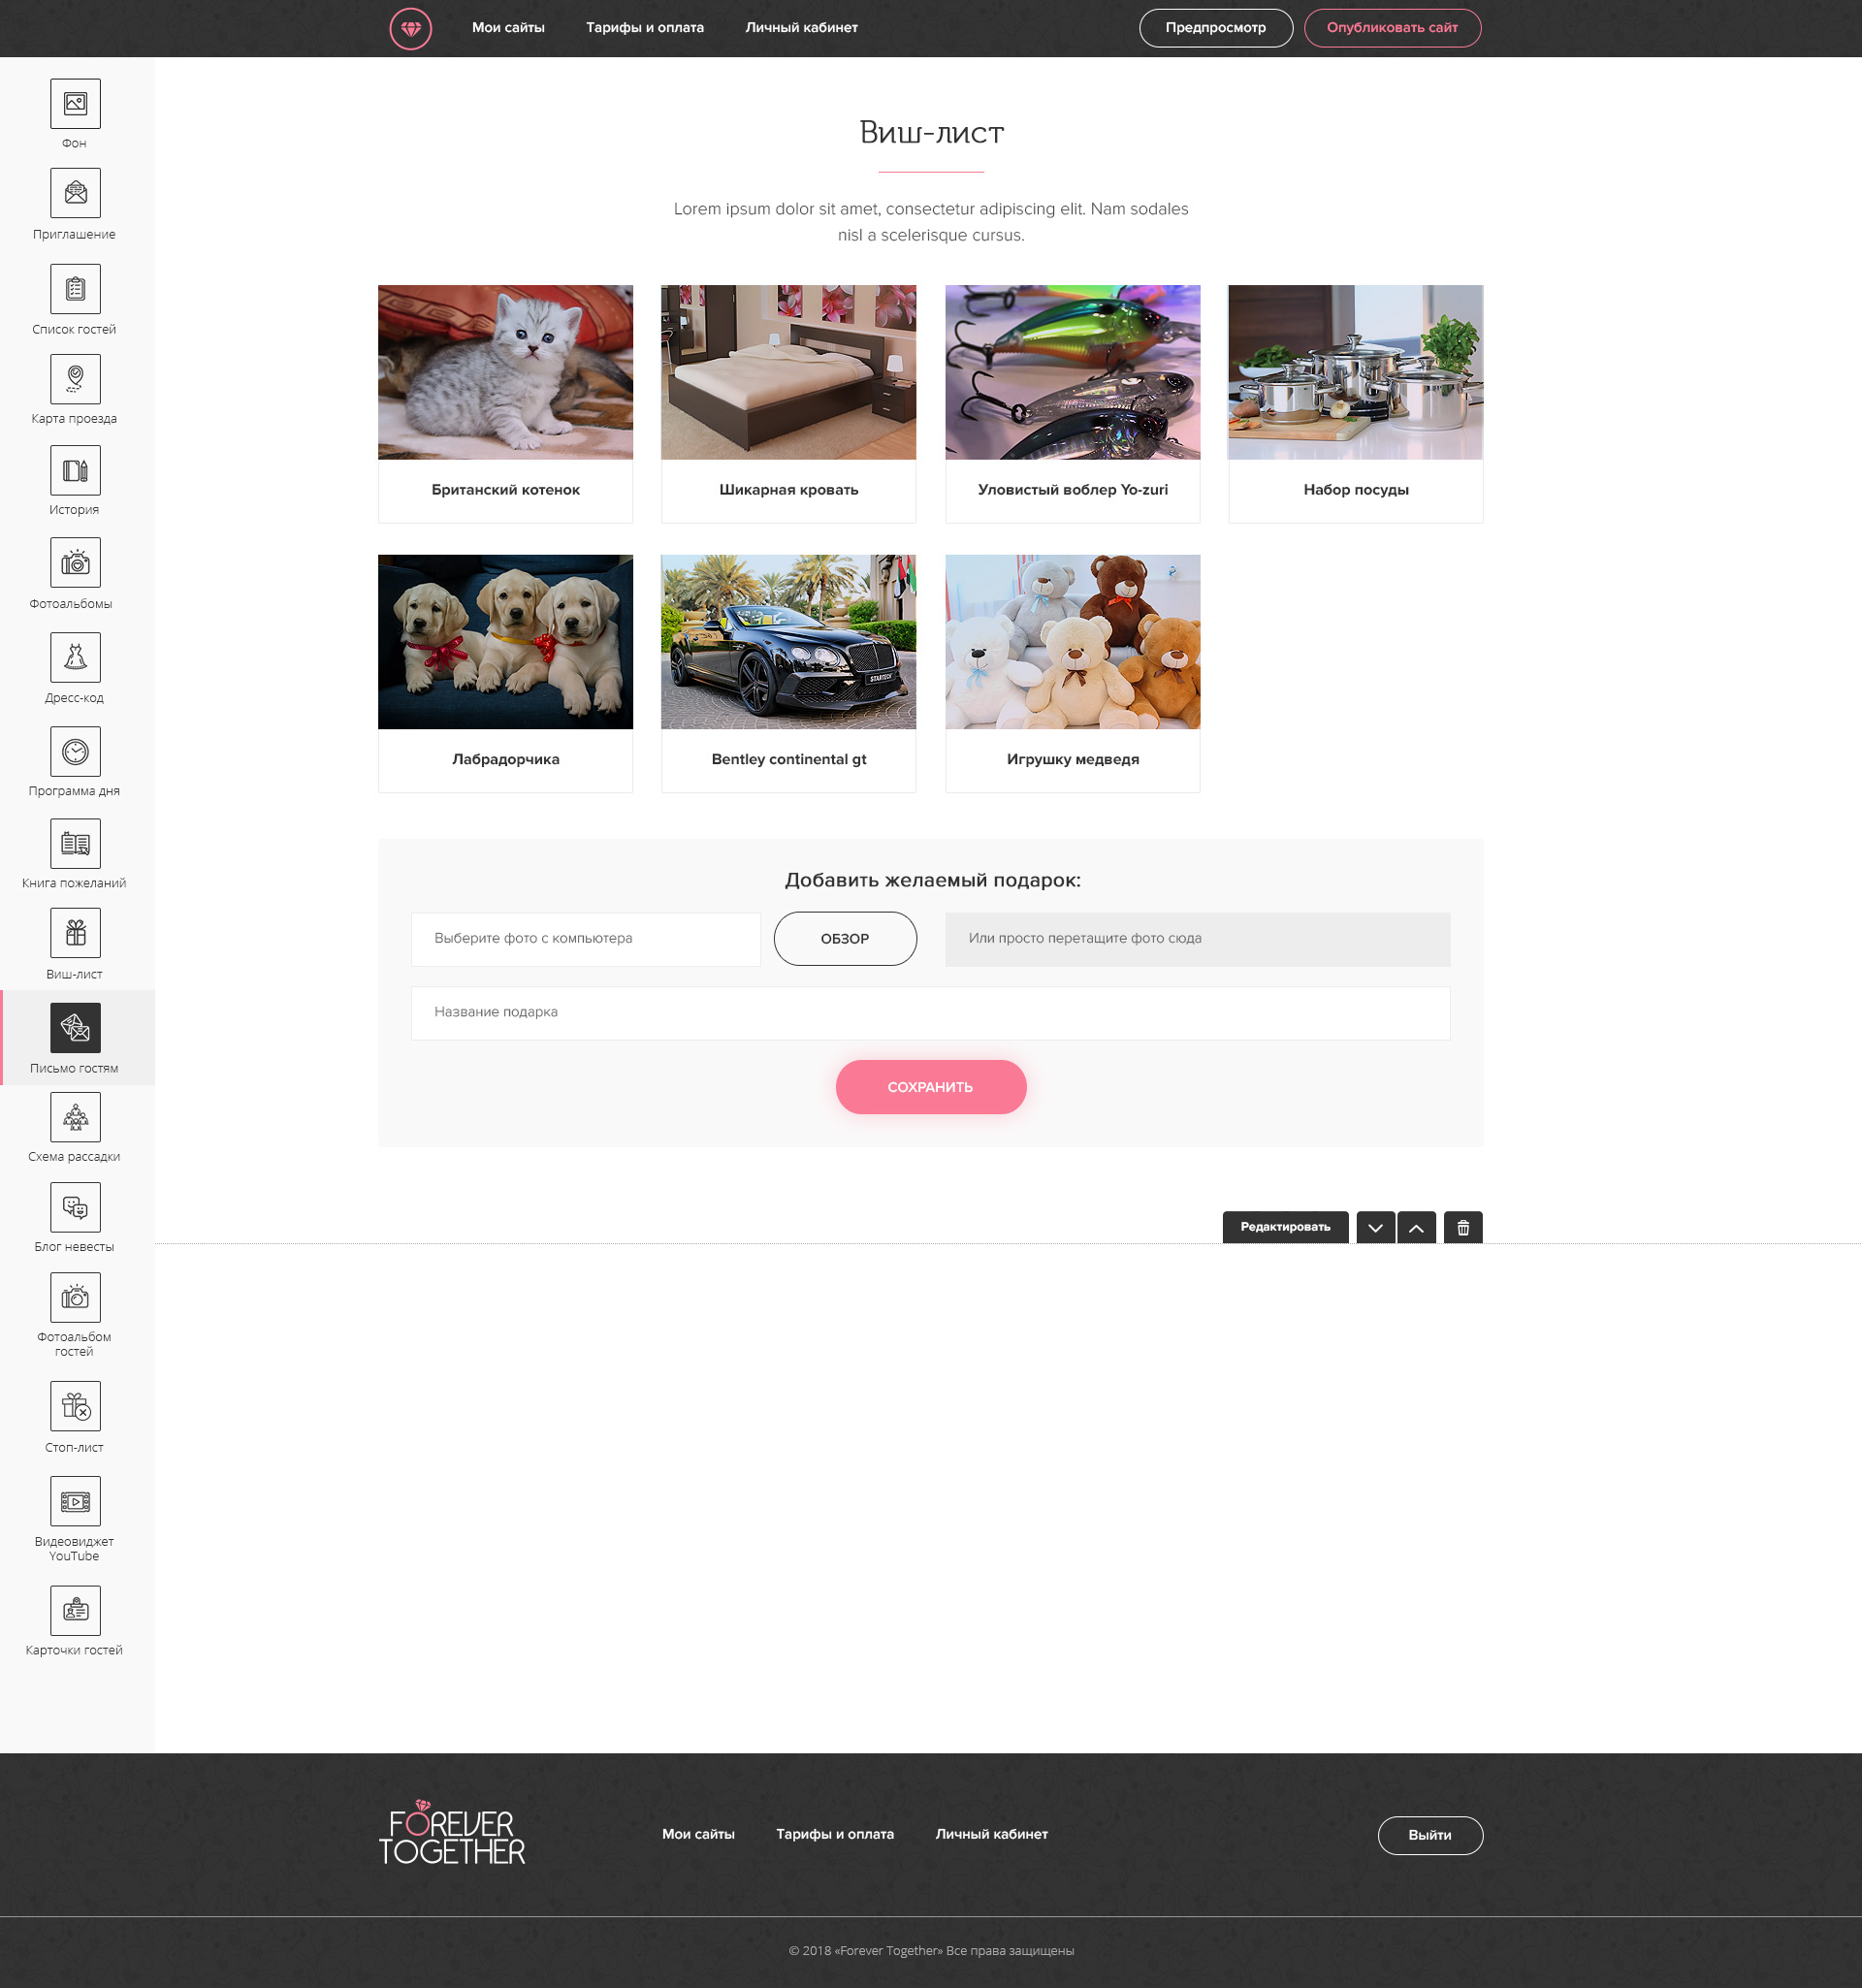 Мои сайты
Тарифы и оплата
Личный кабинет
Предпросмотр
Опубликовать сайт
Фон
Приглашение
Список гостей
Карта проезда
История
Фотоальбомы
Дресс-код
Программа дня
Книга пожеланий
Виш-лист
Письмо гостям
Схема рассадки
Блог невесты
Фотоальбом
гостей
Стоп-лист
Видеовиджет
YouTube
Карточки гостей
Виш-лист
Lorem ipsum dolor sit amet, consectetur adipiscing elit. Nam sodales
nisl a scelerisque cursus.
Британский котенок
Шикарная кровать
Уловистый воблер Yo-zuri
Набор посуды
STARTECH
Лабрадорчика
Bentley continental gt
Игрушку медведя
Добавить желаемый подарок:
Выберите фото с компьютера
ОБЗОР
Или просто перетащите фото сюда
Название подарка
СОХРАНИТЬ
Редактировать
FOREVER
TOGETHER
Мои сайты
Тарифы и оплата
Личный кабинет
Выйти
© 2018 «Forever Together» Все права защищены